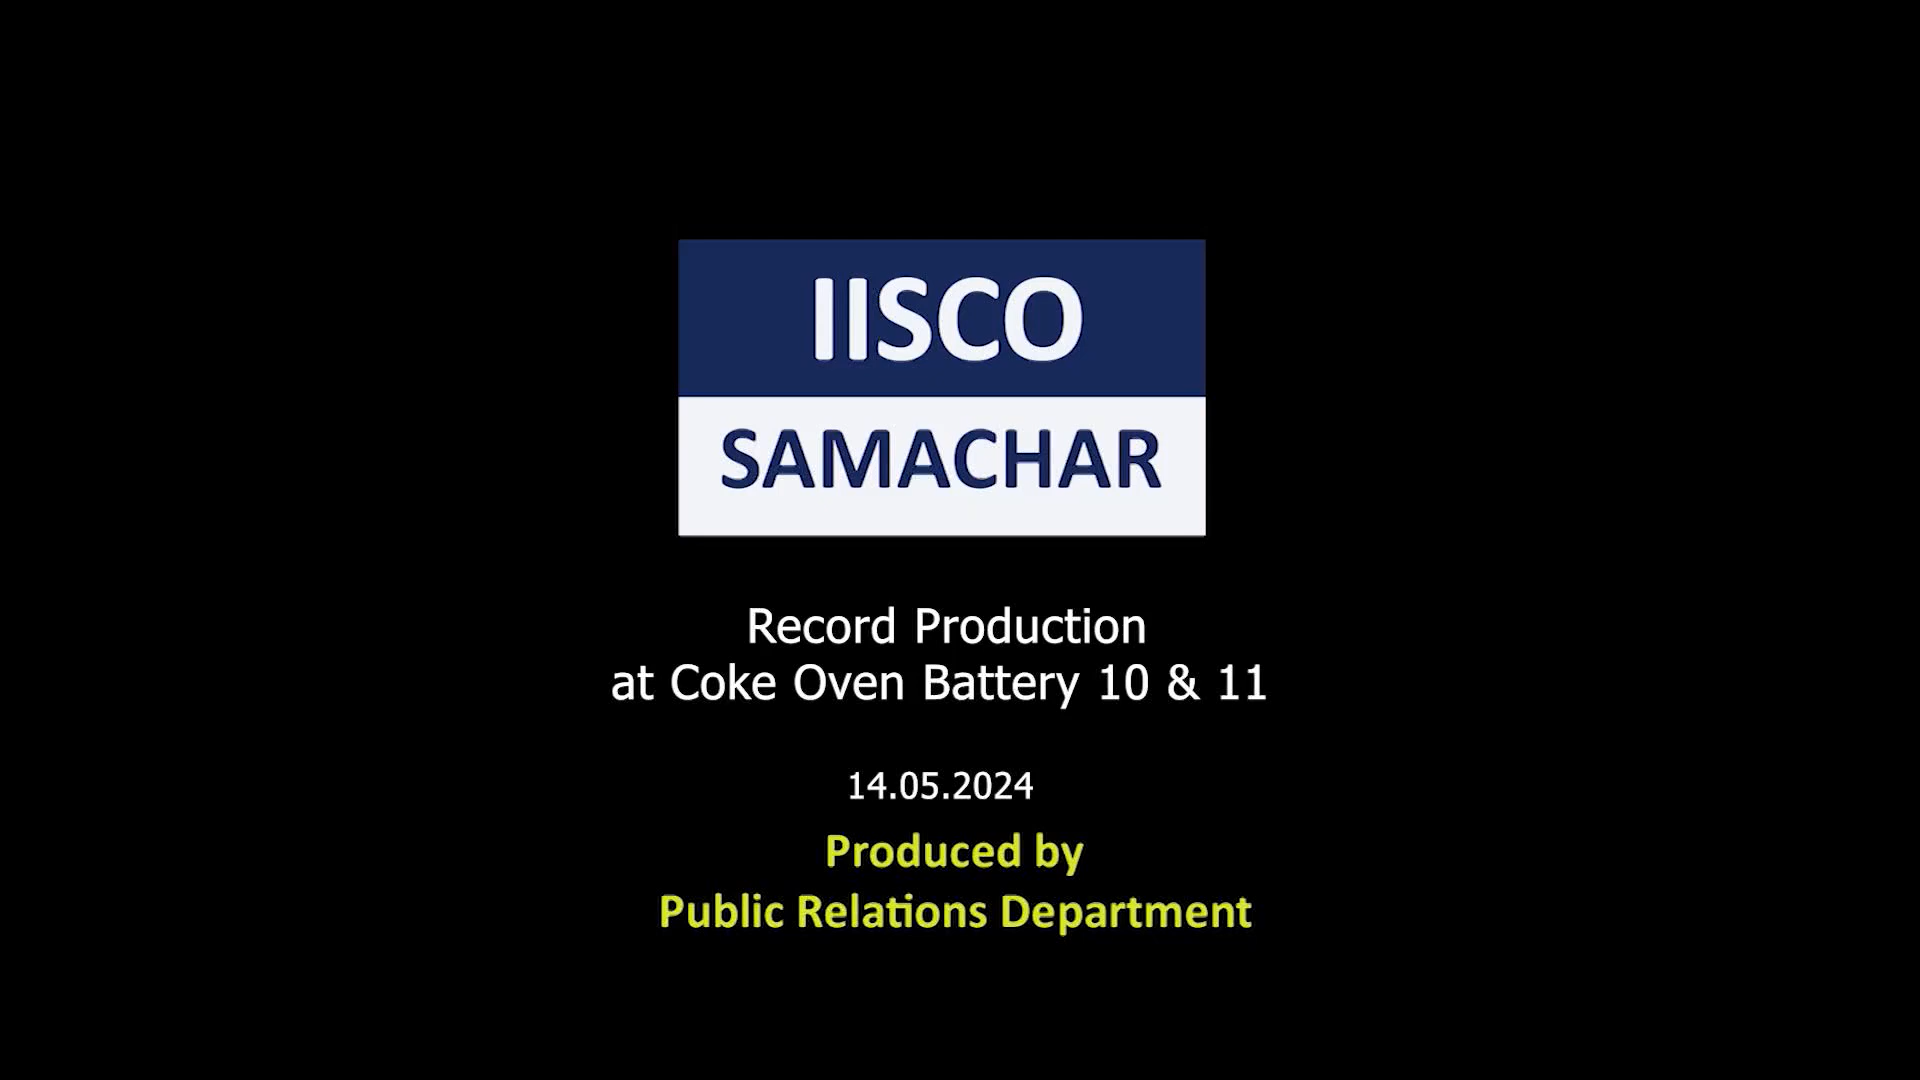 IISCO
SAMACHAR
Record Production
at Coke Oven Battery 10 & 11
14.05.2024
Produced by
Public Relations Department